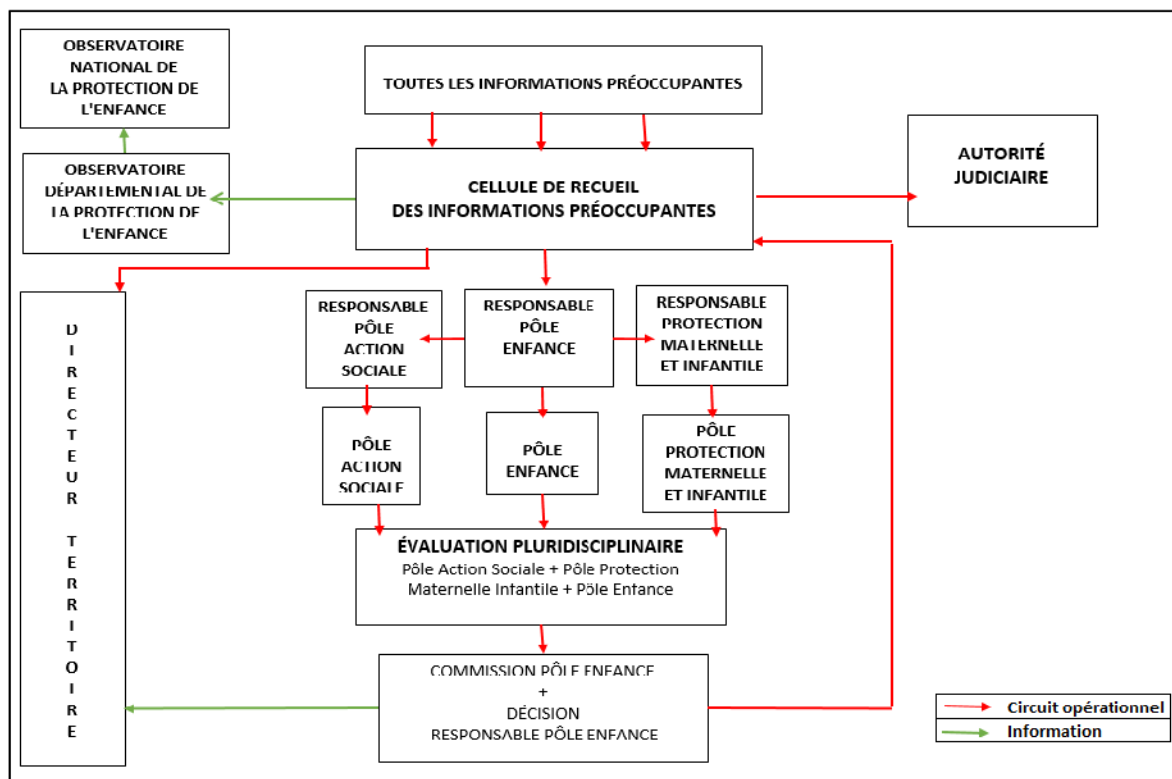 OBSERVATOIRE
NATIONAL DE
LA PROTECTION DE
L'ENFANCE
TOUTES LES INFORMATIONS PRÉOCCUPANTES
AUTORITÉ
JUDICIAIRE
OBSERVATOIRE
DÉPARTEMENTAL DE
LA PROTECTION DE
L'ENFANCE
CELLULE DE RECUEIL
DES INFORMATIONS PRÉOCCUPANTES
DIRECTEUR TERRITOIRE
RESPONSABLE
PÔLE
ACTION
SOCIALE
RESPONSABLE
PÔLE
ENFANCE
RESPONSABLE
PROTECTION
MATERNELLE
ET INFANTILE
PÔLE
ACTION
SOCIALE
PÔLE
ENFANCE
PÔLE
PROTECTION
MATERNELLE
ET INFANTILE
ÉVALUATION PLURIDISCIPLINAIRE
Pôle Action Sociale + Pôle Protection
Maternelle Infantile + Pôle Enfance
COMMISSION PÔLE ENFANCE
+
DÉCISION
RESPONSABLE PÔLE ENFANCE
Circuit opérationnel
Information